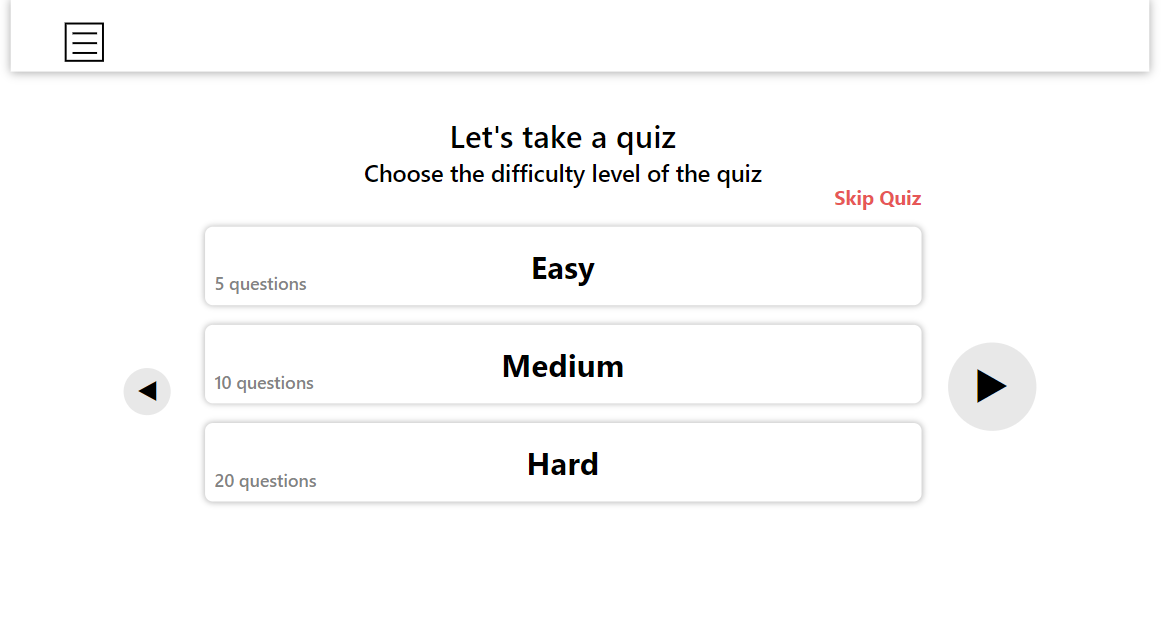 Let's take a quiz
Choose the difficulty level of the quiz
Skip Quiz
Easy
5 questions
Medium
10 questions
Hard
20 questions